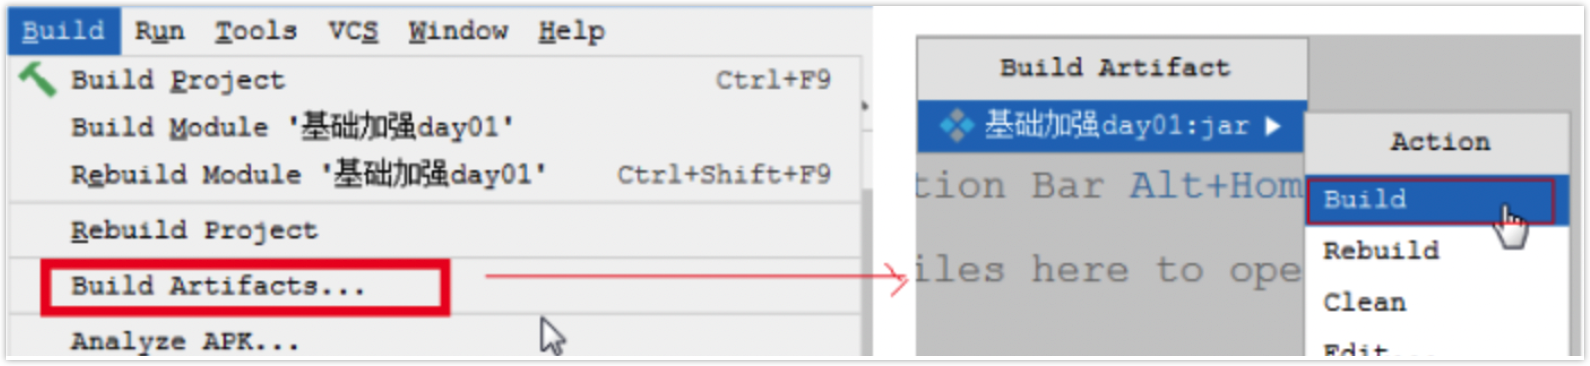 Build Run Tools VCS Window Help
Build Project Ctrl+F9
Build Module '基础加强day01'
Rebuild Module '基础加强day01' Ctrl+Shift+F9
Rebuild Project
Build Artifacts...
Analyze APK...
Build Artifact
基础加强day01:jar
Action
tion Bar Alt+Hom
Build
Rebuild
iles here to ope
Clean
Edit...